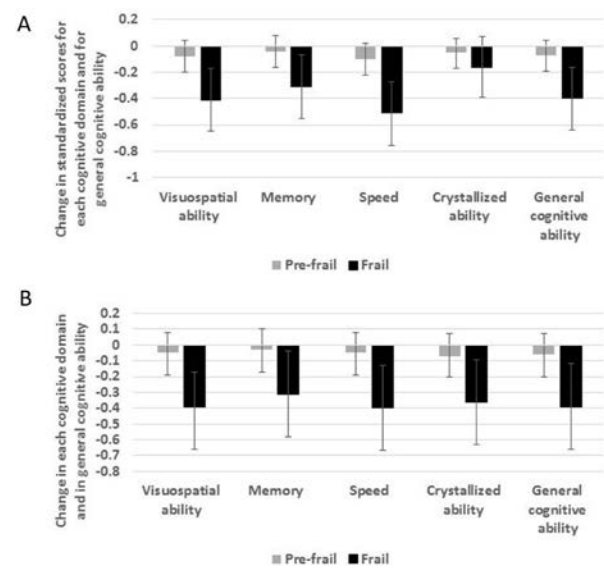 A
Change in standardized scores for
each cognitive domain and for
general cognitive ability
0.2
0
-0.2
-0.4
-0.6
-0.8
-1
Visuospatial ability
Memory
Speed
Crystallized ability
General cognitive ability
Pre-frail
Frail
B
Change in each cognitive domain
and in general cognitive ability
0.2
0.1
0
-0.1
-0.2
-0.3
-0.4
-0.5
-0.6
-0.7
-0.8
Visuospatial ability
Memory
Speed
Crystallized ability
General cognitive ability
Pre-frail
Frail